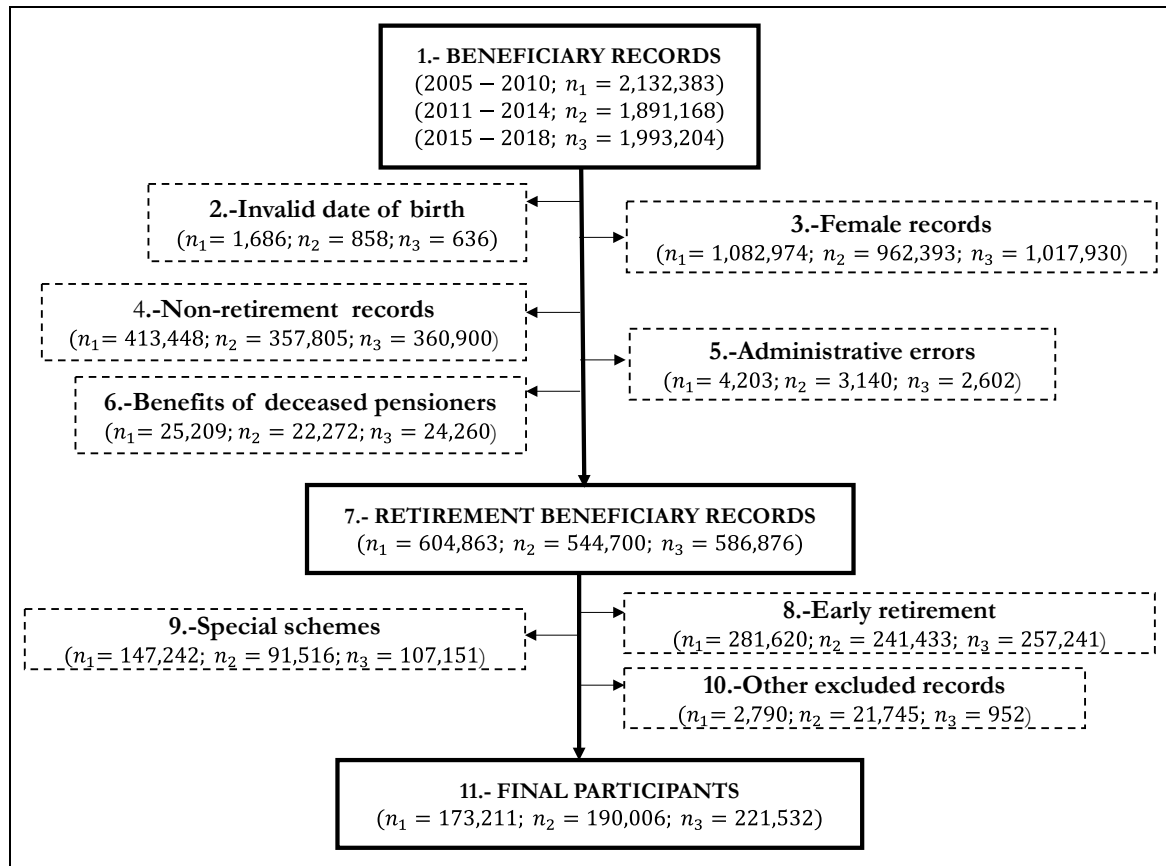 1.- BENEFICIARY RECORDS
(2005 − 2010; n₁ = 2,132,383)
(2011 − 2014; n₂ = 1,891,168)
(2015 − 2018; n₃ = 1,993,204)
2.-Invalid date of birth
(n₁= 1,686; n₂ = 858; n₃ = 636)
3.-Female records
(n₁= 1,082,974; n₂ = 962,393; n₃ = 1,017,930)
4.-Non-retirement records
(n₁= 413,448; n₂ = 357,805; n₃ = 360,900)
5.-Administrative errors
(n₁= 4,203; n₂ = 3,140; n₃ = 2,602)
6.-Benefits of deceased pensioners
(n₁= 25,209; n₂ = 22,272; n₃ = 24,260)
7.- RETIREMENT BENEFICIARY RECORDS
(n₁ = 604,863; n₂ = 544,700; n₃ = 586,876)
8.-Early retirement
(n₁= 281,620; n₂ = 241,433; n₃ = 257,241)
9.-Special schemes
(n₁= 147,242; n₂ = 91,516; n₃ = 107,151)
10.-Other excluded records
(n₁= 2,790; n₂ = 21,745; n₃ = 952)
11.- FINAL PARTICIPANTS
(n₁ = 173,211; n₂ = 190,006; n₃ = 221,532)